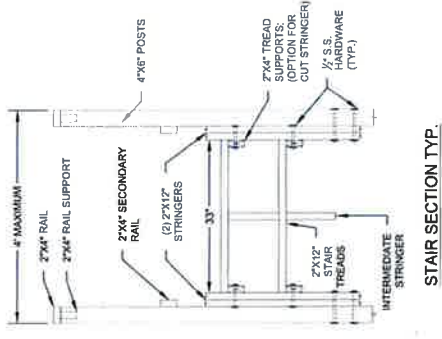 4' MAXIMUM
2"X4" RAIL
2"X4" RAIL SUPPORT
2"X4" SECONDARY
RAIL
(2) 2"X12"
STRINGERS
33"
2"X12"
STAIR
TREADS
INTERMEDIATE
STRINGER
4"X6" POSTS
2"X4" TREAD
SUPPORTS:
(OPTION FOR
CUT STRINGER)
½" S.S.
HARDWARE
(TYP.)
STAIR SECTION TYP.